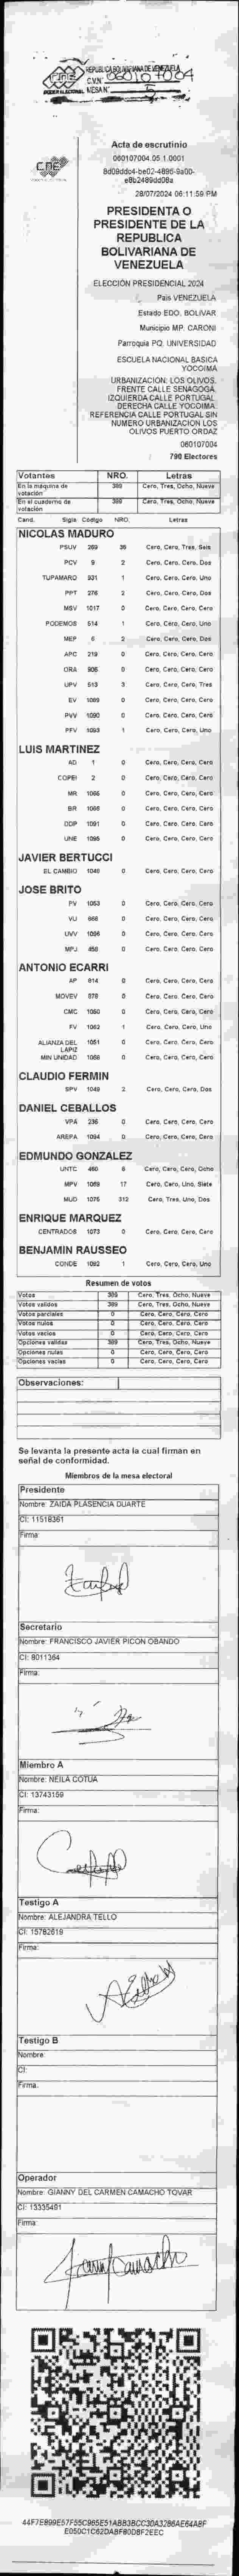 REPUBLICA BOLIVARIANA DE VENEZUELA
CNE
PODER ELECTORAL
C.V.N° 060107004
MESA N° 5
CNE
Acta de escrutinio
060107004.05.1.0001
8d09ddc4-be02-4896-9a00-
e8b2489dd08a
28/07/2024 06:11:59 PM
PRESIDENTA O
PRESIDENTE DE LA
REPUBLICA
BOLIVARIANA DE
VENEZUELA
ELECCIÓN PRESIDENCIAL 2024
País VENEZUELA
Estado EDO. BOLIVAR
Municipio MP. CARONI
Parroquia PQ. UNIVERSIDAD
ESCUELA NACIONAL BASICA
YOCOIMA
URBANIZACIÓN: LOS OLIVOS.
FRENTE CALLE SENAGOGA.
IZQUIERDA CALLE PORTUGAL.
DERECHA CALLE YOCOIMA.
REFERENCIA CALLE PORTUGAL SIN
NUMERO URBANIZACION LOS
OLIVOS PUERTO ORDAZ
060107004
790 Electores
Votantes NRO. Letras
En la máquina de votación 389 Cero, Tres, Ocho, Nueve
En el cuaderno de votación 389 Cero, Tres, Ocho, Nueve
Cand. Sigla Código NRO. Letras
NICOLAS MADURO
PSUV 269 36 Cero, Cero, Tres, Seis
PCV 9 2 Cero, Cero, Cero, Dos
TUPAMARO 931 1 Cero, Cero, Cero, Uno
PPT 276 2 Cero, Cero, Cero, Dos
MSV 1017 0 Cero, Cero, Cero, Cero
PODEMOS 514 1 Cero, Cero, Cero, Uno
MEP 6 2 Cero, Cero, Cero, Dos
APC 219 0 Cero, Cero, Cero, Cero
ORA 906 0 Cero, Cero, Cero, Cero
UPV 513 3 Cero, Cero, Cero, Tres
EV 1089 0 Cero, Cero, Cero, Cero
PVV 1090 0 Cero, Cero, Cero, Cero
PFV 1093 1 Cero, Cero, Cero, Uno
LUIS MARTINEZ
AD 1 0 Cero, Cero, Cero, Cero
COPEI 2 0 Cero, Cero, Cero, Cero
MR 1066 0 Cero, Cero, Cero, Cero
BR 1086 0 Cero, Cero, Cero, Cero
DDP 1091 0 Cero, Cero, Cero, Cero
UNE 1095 0 Cero, Cero, Cero, Cero
JAVIER BERTUCCI
EL CAMBIO 1048 0 Cero, Cero, Cero, Cero
JOSE BRITO
PV 1053 0 Cero, Cero, Cero, Cero
VU 668 0 Cero, Cero, Cero, Cero
UVV 1096 0 Cero, Cero, Cero, Cero
MPJ 450 0 Cero, Cero, Cero, Cero
ANTONIO ECARRI
AP 614 0 Cero, Cero, Cero, Cero
MOVEV 878 0 Cero, Cero, Cero, Cero
CMC 1050 0 Cero, Cero, Cero, Cero
FV 1062 1 Cero, Cero, Cero, Uno
ALIANZA DEL LAPIZ 1051 0 Cero, Cero, Cero, Cero
MIN UNIDAD 1068 0 Cero, Cero, Cero, Cero
CLAUDIO FERMIN
SPV 1049 2 Cero, Cero, Cero, Dos
DANIEL CEBALLOS
VPA 236 0 Cero, Cero, Cero, Cero
AREPA 1094 0 Cero, Cero, Cero, Cero
EDMUNDO GONZALEZ
UNTC 460 8 Cero, Cero, Cero, Ocho
MPV 1069 17 Cero, Cero, Uno, Siete
MUD 1075 312 Cero, Tres, Uno, Dos
ENRIQUE MARQUEZ
CENTRADOS 1073 0 Cero, Cero, Cero, Cero
BENJAMIN RAUSSEO
CONDE 1092 1 Cero, Cero, Cero, Uno
Resumen de votos
Votos 389 Cero, Tres, Ocho, Nueve
Votos válidos 389 Cero, Tres, Ocho, Nueve
Votos parciales 0 Cero, Cero, Cero, Cero
Votos nulos 0 Cero, Cero, Cero, Cero
Votos vacíos 0 Cero, Cero, Cero, Cero
Opciones válidas 389 Cero, Tres, Ocho, Nueve
Opciones nulas 0 Cero, Cero, Cero, Cero
Opciones vacías 0 Cero, Cero, Cero, Cero
Observaciones:
Se levanta la presente acta la cual firman en
señal de conformidad.
Miembros de la mesa electoral
Presidente
Nombre: ZAIDA PLASENCIA DUARTE
CI: 11518361
Firma:
Secretario
Nombre: FRANCISCO JAVIER PICON OBANDO
CI: 8011364
Firma:
Miembro A
Nombre: NEILA COTUA
CI: 13743159
Firma:
Testigo A
Nombre: ALEJANDRA TELLO
CI: 15782619
Firma:
Testigo B
Nombre:
CI:
Firma:
Operador
Nombre: GIANNY DEL CARMEN CAMACHO TOVAR
CI: 13335491
Firma:
44F7E899E57F55C965E51ABB3BCC30A3286AE64A8F
E050C1C62DABF80D8F2EEC